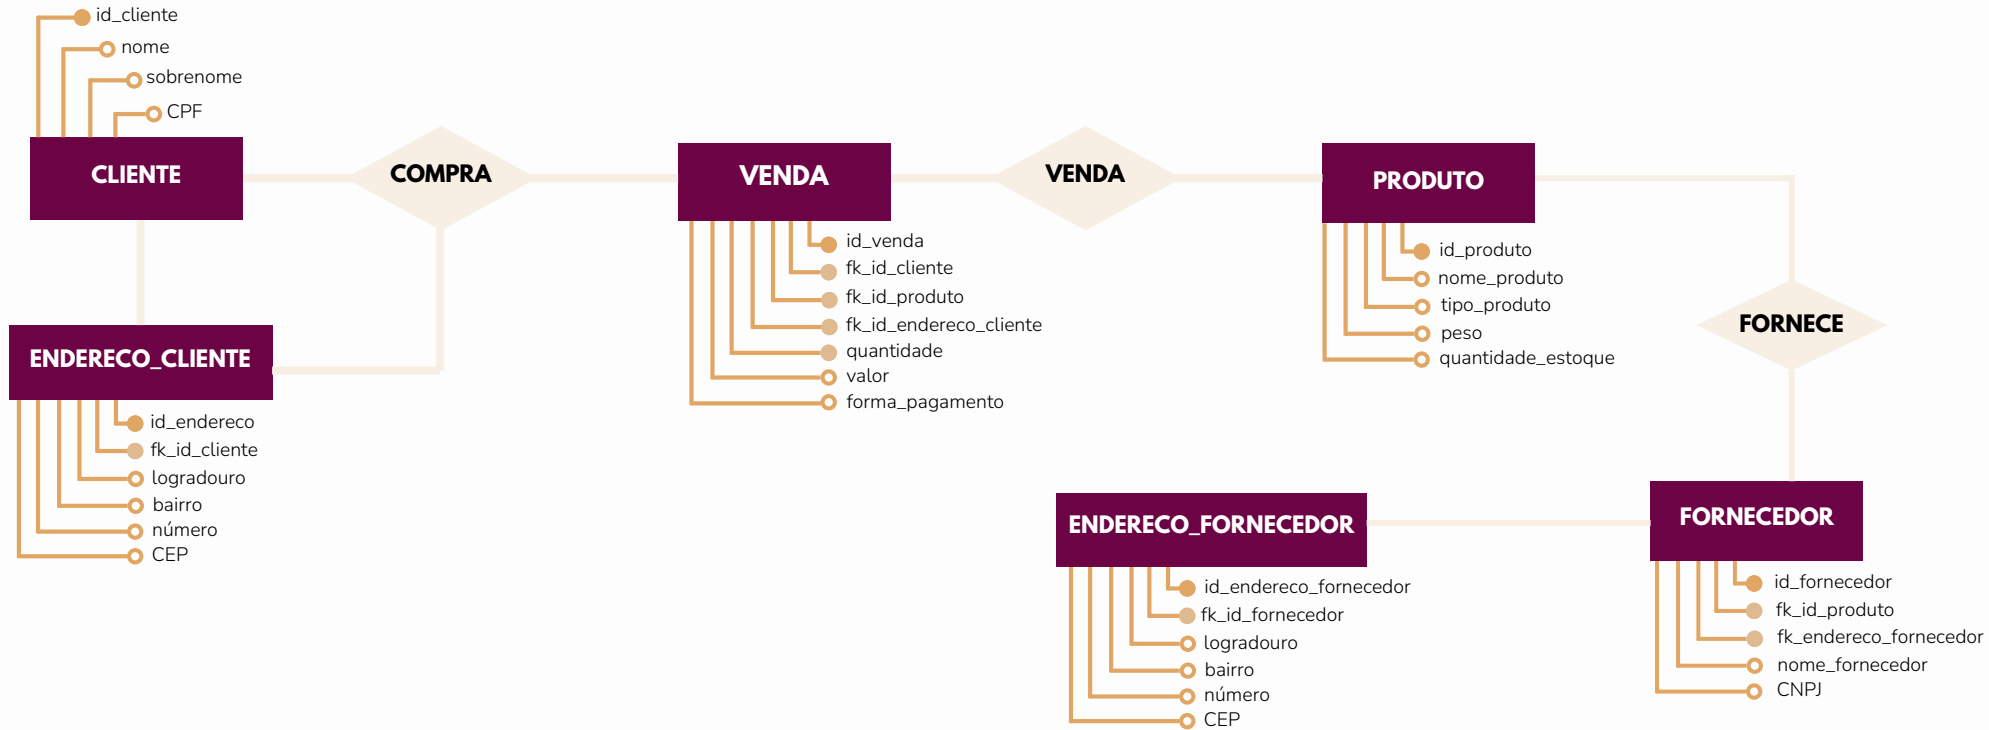 id_cliente
nome
sobrenome
CPF
CLIENTE
COMPRA
VENDA
VENDA
PRODUTO
id_venda
fk_id_cliente
fk_id_produto
fk_id_endereco_cliente
quantidade
valor
forma_pagamento
id_produto
nome_produto
tipo_produto
peso
quantidade_estoque
FORNECE
ENDERECO_CLIENTE
id_endereco
fk_id_cliente
logradouro
bairro
número
CEP
ENDERECO_FORNECEDOR
id_endereco_fornecedor
fk_id_fornecedor
logradouro
bairro
número
CEP
FORNECEDOR
id_fornecedor
fk_id_produto
fk_endereco_fornecedor
nome_fornecedor
CNPJ